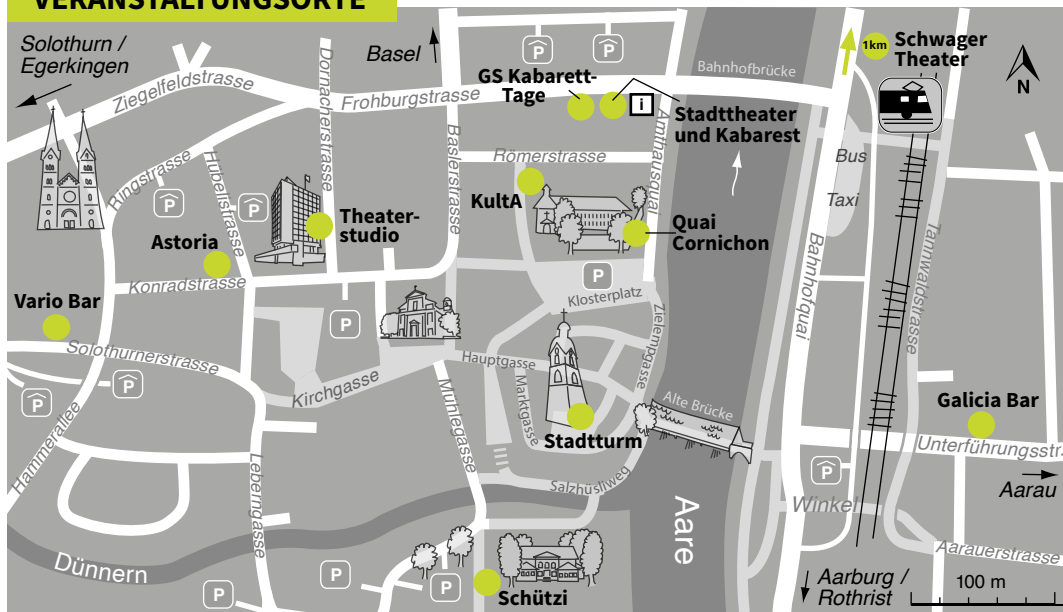 VERANSTALTUNGSORTE
Solothurn /
Egerkingen
Basel
P
P
1km
Schwager
Theater
N
Ziegelfeldstrasse
Dornacherstrasse
Frohburgstrasse
GS Kabarett-
Tage
i
Stadttheater
und Kabarest
Bahnhofbrücke
Amthausquai
Baslerstrasse
Römerstrasse
Bus
Taxi
Ringstrasse
Hübelistrasse
P
P
KultA
Theater-
studio
Astoria
Quai
Cornichon
Konradstrasse
P
Klosterplatz
Bahnhofquai
Tannwaldstrasse
Vario Bar
P
Zielempgasse
Solothurnerstrasse
Hauptgasse
Marktgasse
Kirchgasse
P
P
Alte Brücke
Galicia Bar
Stadtturm
Unterführungsstr
Hammerallee
Mühlegasse
Leberngasse
Salzhüsliweg
P
Aarau
Winkel
Aare
Aarauerstrasse
Dünnern
P
P
P
Schützi
Aarburg /
Rothrist
100 m